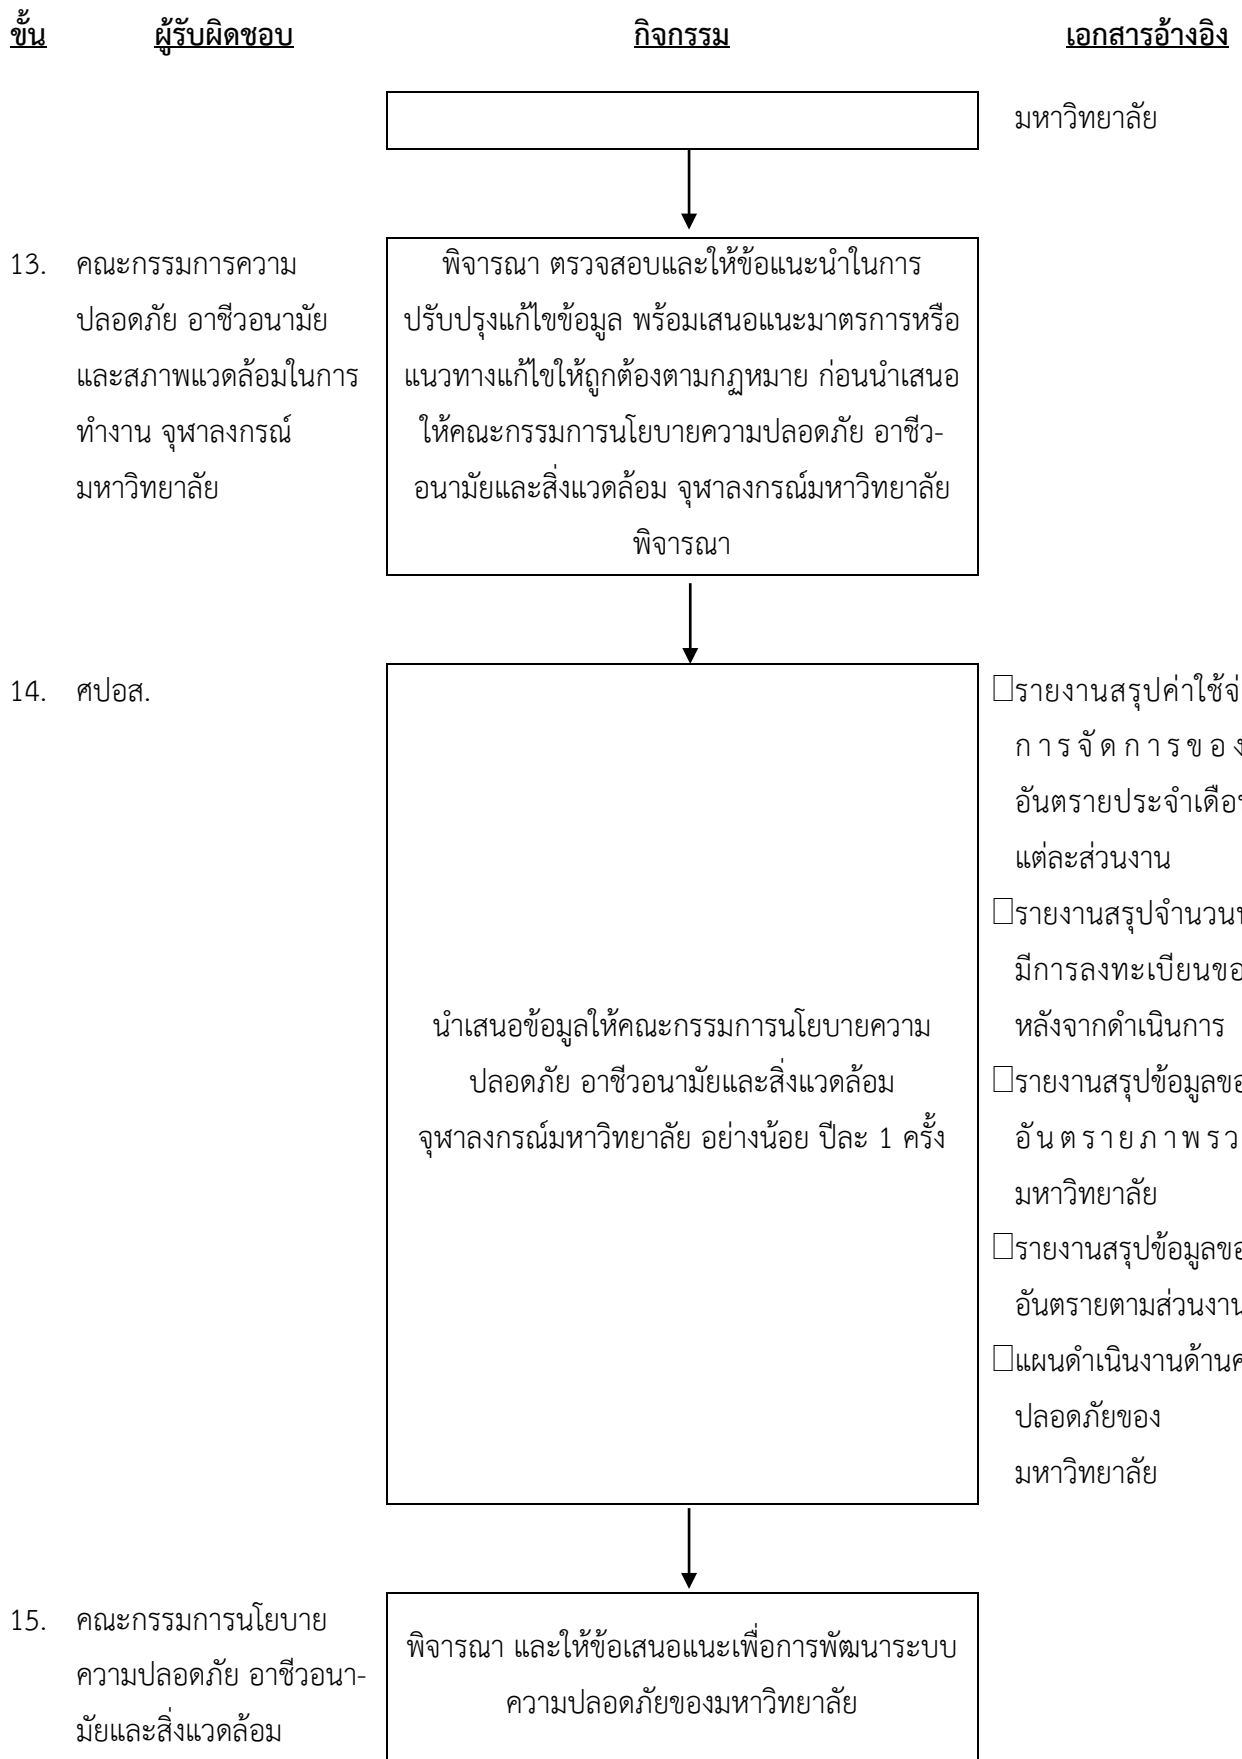 ขั้น ผู้รับผิดชอบ กิจกรรม เอกสารอ้างอิง
มหาวิทยาลัย
13. คณะกรรมการความ
ปลอดภัย อาชีวอนามัย
และสภาพแวดล้อมในการ
ทำงาน จุฬาลงกรณ์
มหาวิทยาลัย
พิจารณา ตรวจสอบและให้ข้อแนะนำในการ
ปรับปรุงแก้ไขข้อมูล พร้อมเสนอแนะมาตรการหรือ
แนวทางแก้ไขให้ถูกต้องตามกฎหมาย ก่อนนำเสนอ
ให้คณะกรรมการนโยบายความปลอดภัย อาชีว-
อนามัยและสิ่งแวดล้อม จุฬาลงกรณ์มหาวิทยาลัย
พิจารณา
14. ศปอส.
นำเสนอข้อมูลให้คณะกรรมการนโยบายความ
ปลอดภัย อาชีวอนามัยและสิ่งแวดล้อม
จุฬาลงกรณ์มหาวิทยาลัย อย่างน้อย ปีละ 1 ครั้ง
รายงานสรุปค่าใช้จ่
การจัดการของ
อันตรายประจำเดือน
แต่ละส่วนงาน
รายงานสรุปจำนวน
มีการลงทะเบียนขอ
หลังจากดำเนินการ
รายงานสรุปข้อมูลขอ
อันตรายภาพรว
มหาวิทยาลัย
รายงานสรุปข้อมูลขอ
อันตรายตามส่วนงาน
แผนดำเนินงานด้าน
ปลอดภัยของ
มหาวิทยาลัย
15. คณะกรรมการนโยบาย
ความปลอดภัย อาชีวอนา-
มัยและสิ่งแวดล้อม
พิจารณา และให้ข้อเสนอแนะเพื่อการพัฒนาระบบ
ความปลอดภัยของมหาวิทยาลัย